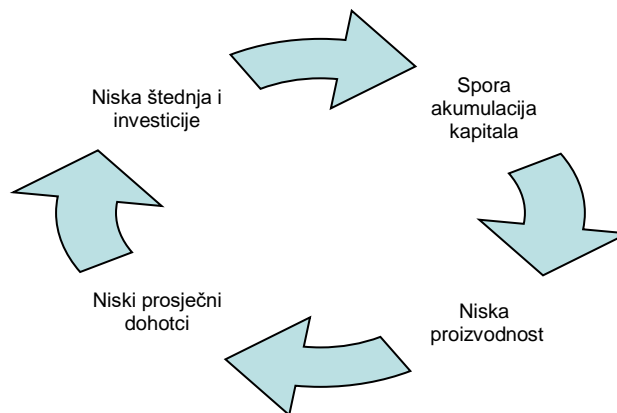 Niska štednja i
investicije
Spora
akumulacija
kapitala
Niska
proizvodnost
Niski prosječni
dohotci